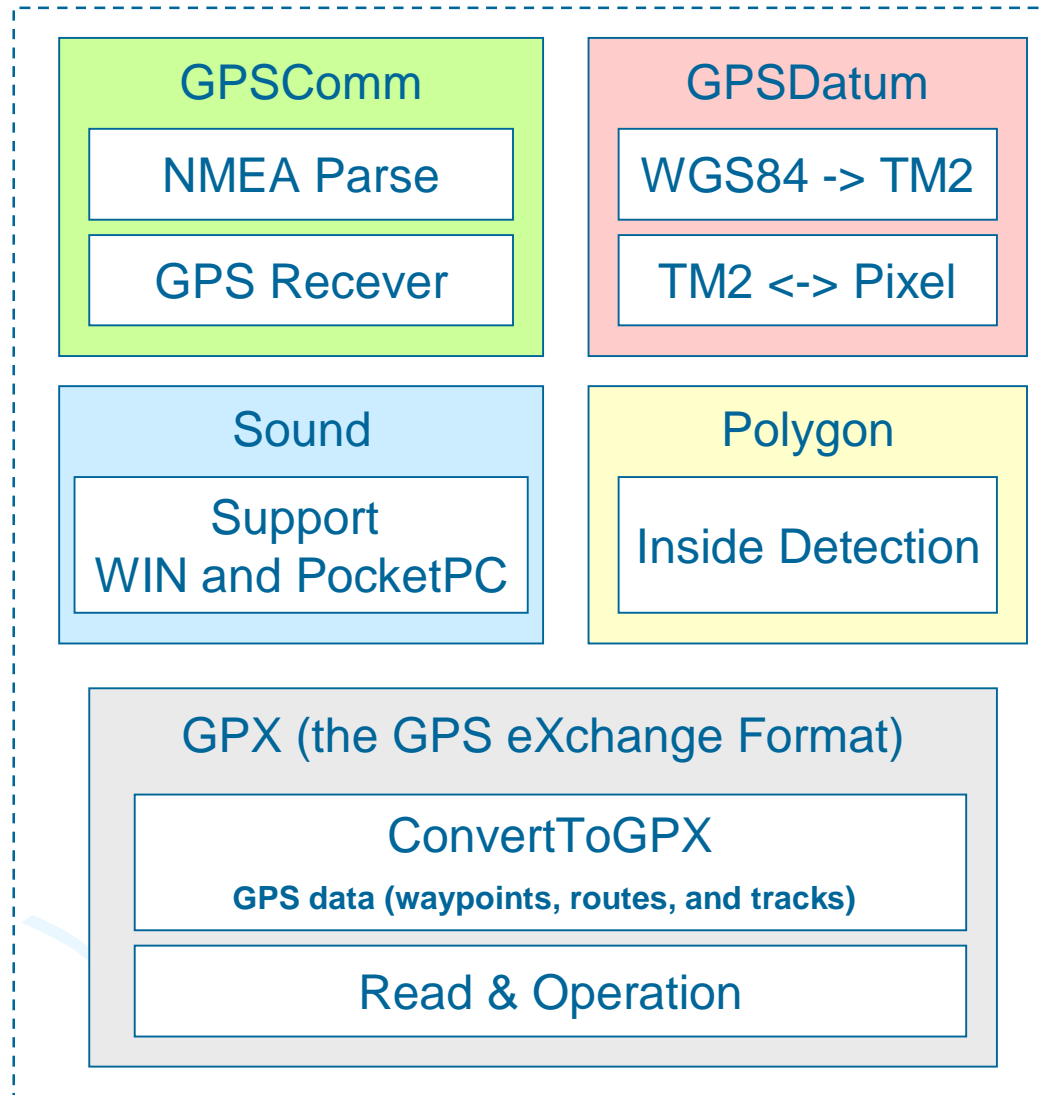 GPSComm
NMEA Parse
GPS Recever
GPSDatum
WGS84 -> TM2
TM2 <-> Pixel
Sound
Support
WIN and PocketPC
Polygon
Inside Detection
GPX (the GPS eXchange Format)
ConvertToGPX
GPS data (waypoints, routes, and tracks)
Read & Operation